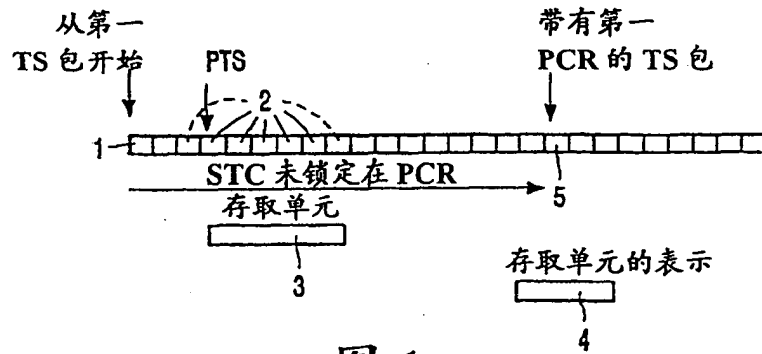 从第一
TS 包开始
PTS
带有第一
PCR 的 TS 包
2
1
STC 未锁定在 PCR
5
存取单元
3
存取单元的表示
4